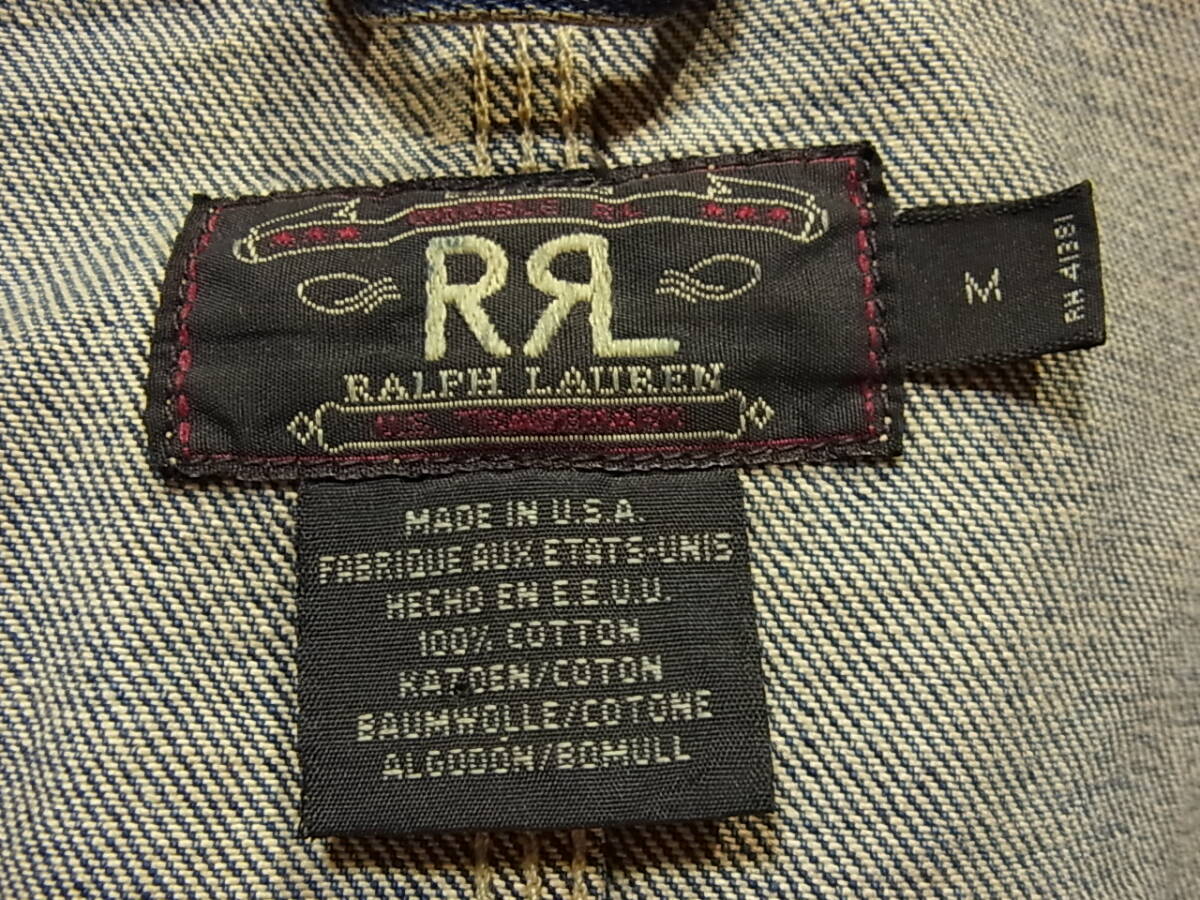 DOUBLE RL ★★★
RRL
RALPH LAUREN
U.S. TRADEMARK
M
RN 41381
MADE IN U.S.A.
FABRIQUE AUX ETATS-UNIS
HECHO EN E.E.U.U.
100% COTTON
KATOEN/COTON
BAUMWOLLE/COTONE
ALGODON/BOMULL